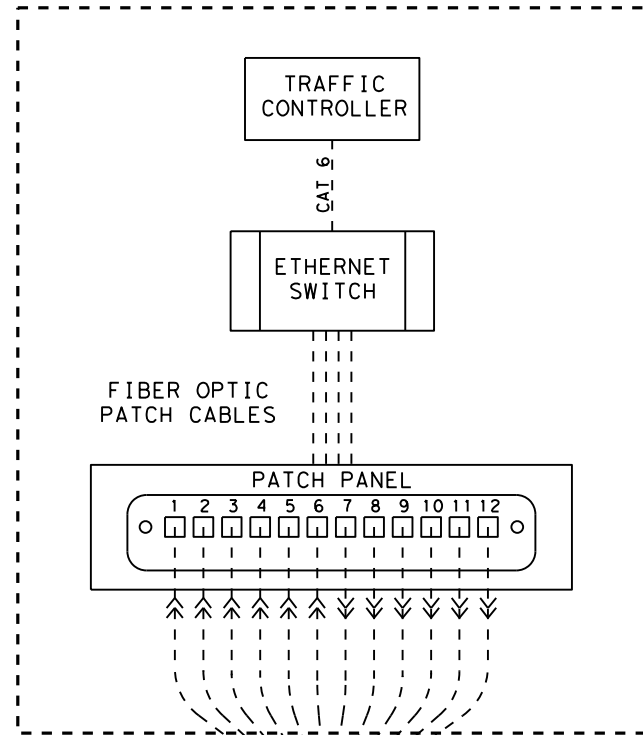 TRAFFIC
CONTROLLER
CAT 6
ETHERNET
SWITCH
FIBER OPTIC
PATCH CABLES
PATCH PANEL
1 2 3 4 5 6 7 8 9 10 11 12